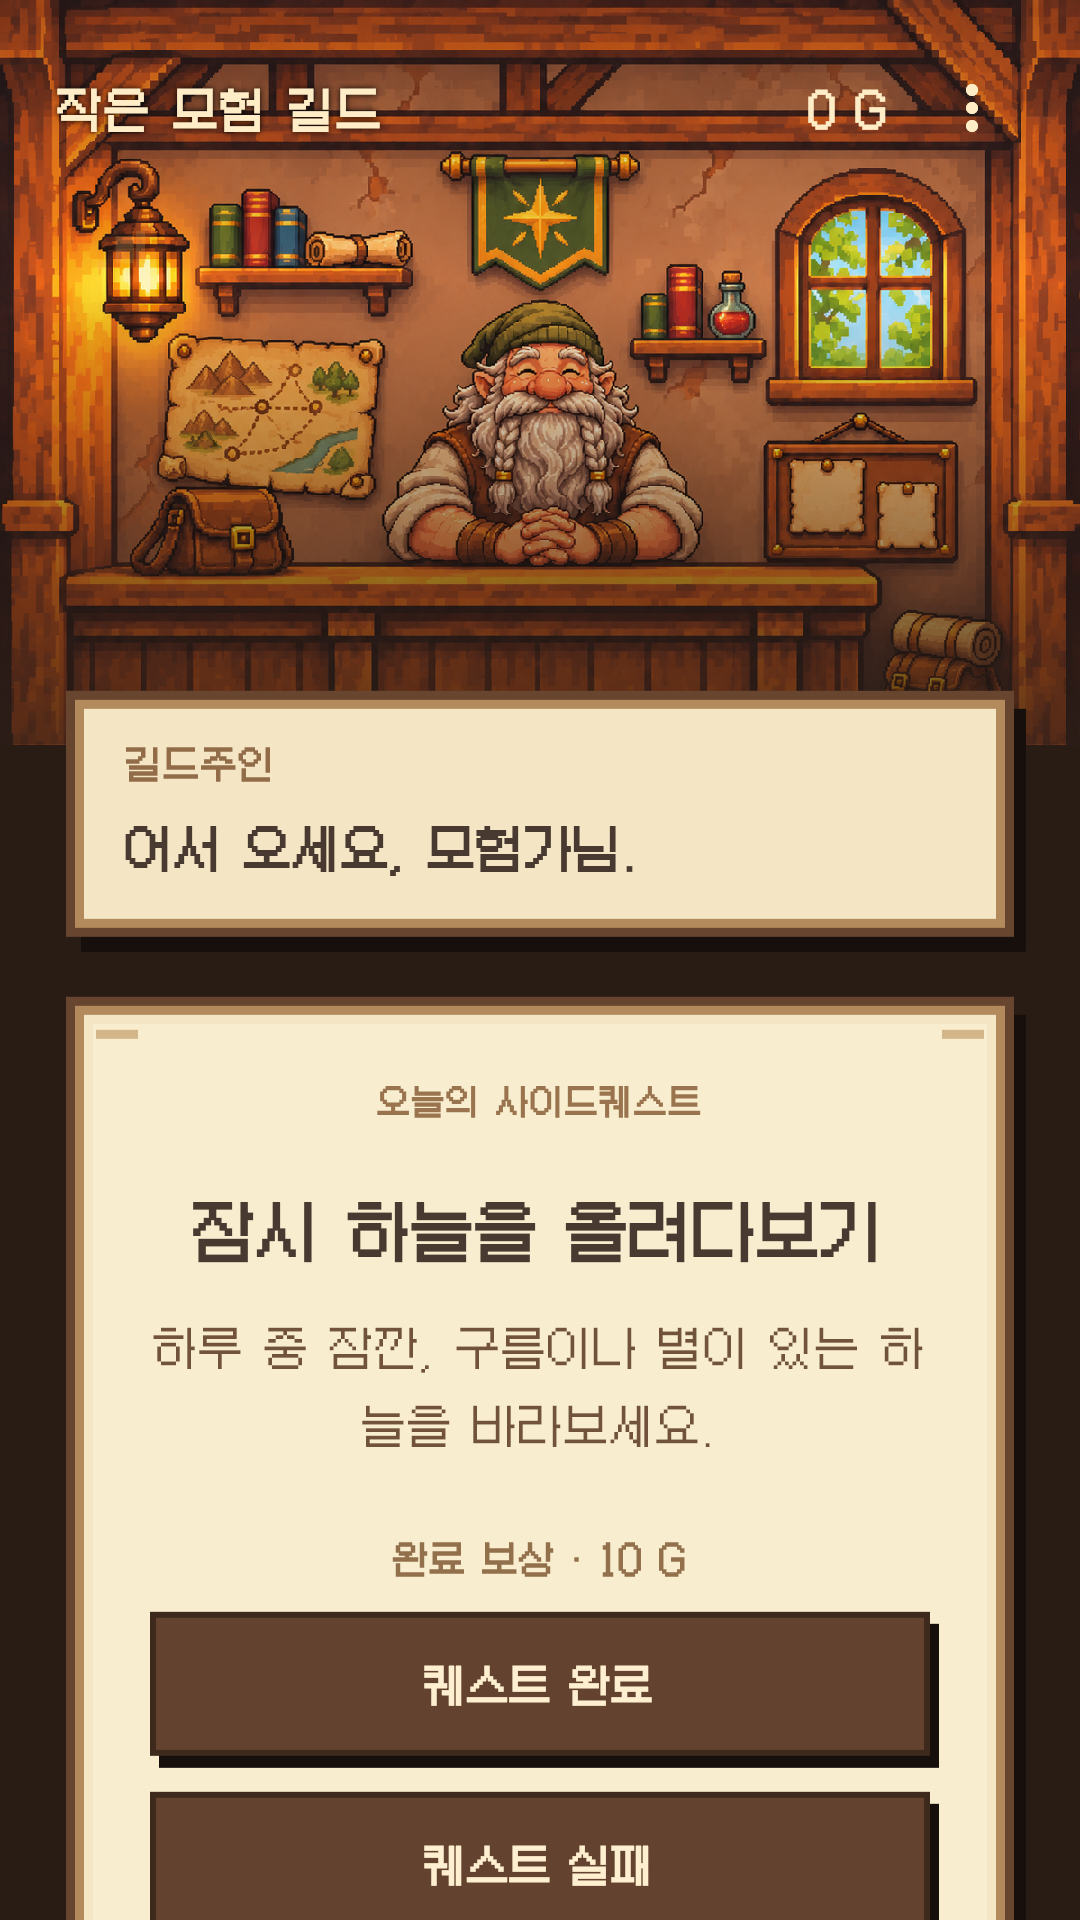 작은 모험 길드
0 G
길드주인
어서 오세요, 모험가님.
오늘의 사이드퀘스트
잠시 하늘을 올려다보기
하루 중 잠깐, 구름이나 별이 있는 하
늘을 바라보세요.
완료 보상 · 10 G
퀘스트 완료
퀘스트 실패